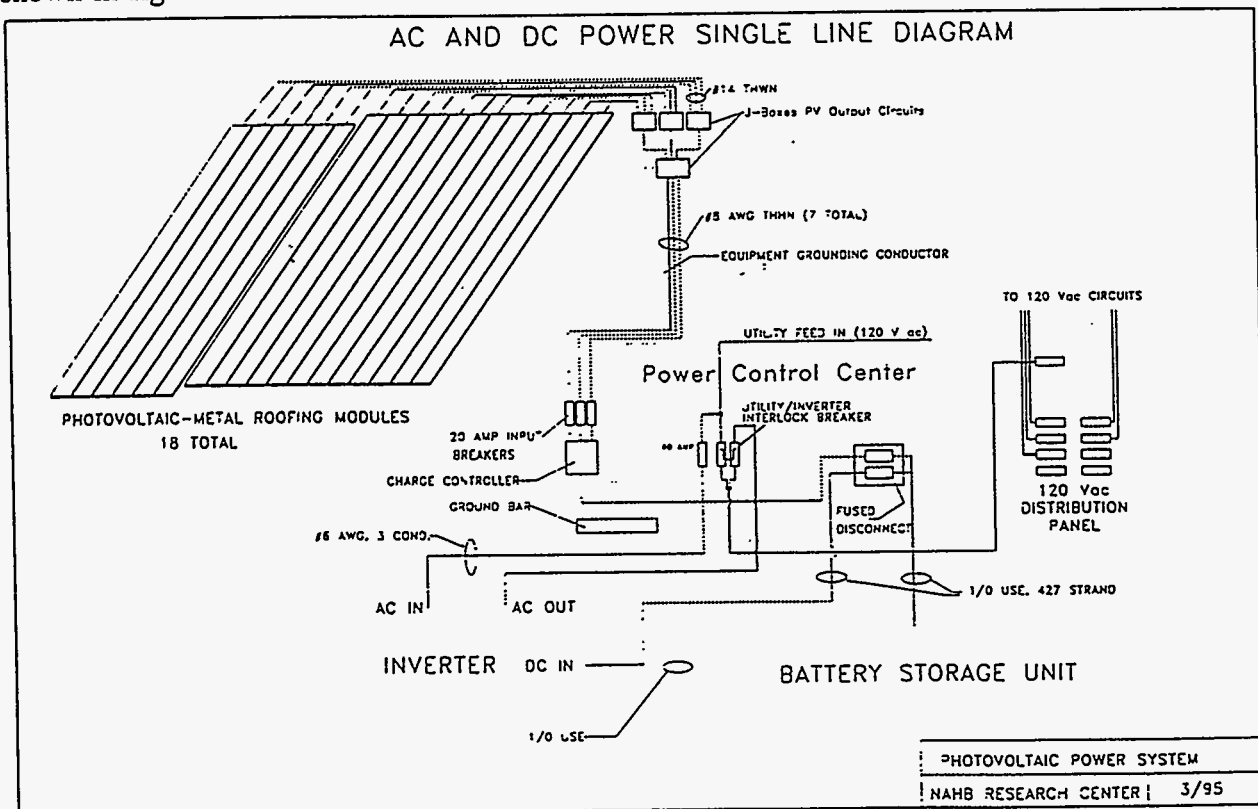 AC AND DC POWER SINGLE LINE DIAGRAM
#14 THWN
J-Boxes PV Output Circuits
AWG THHN (7 TOTAL)
EQUIPMENT GROUNDING CONDUCTOR
TO 120 Vac CIRCUITS
UTILITY FEED IN (120 V ac)
Power Control Center
PHOTOVOLTAIC-METAL ROOFING MODULES
18 TOTAL
UTILITY/INVERTER
INTERLOCK BREAKER
20 AMP INPUT
BREAKERS
AMP
CHARGE CONTROLLER
GROUND BAR
FUSED
DISCONNECT
120 Vac
DISTRIBUTION
PANEL
#6 AWG, 3 COND.
1/0 USE, 427 STRAND
AC IN
AC OUT
INVERTER
DC IN
BATTERY STORAGE UNIT
1/0 USE
PHOTOVOLTAIC POWER SYSTEM
NAHB RESEARCH CENTER
3/95